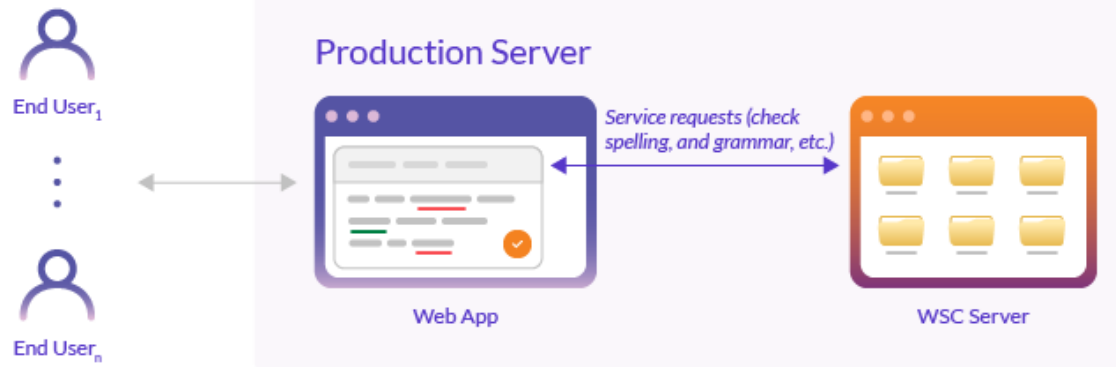 Production Server
End User1
Service requests (check
spelling, and grammar, etc.)
Web App
WSC Server
End Usern